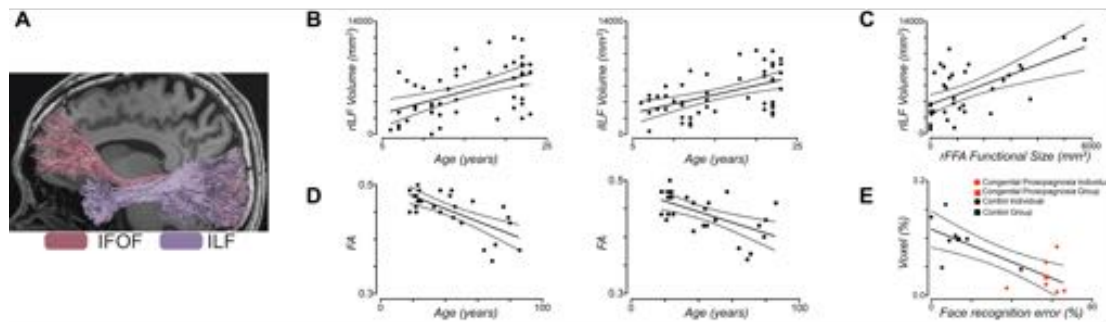 A
IFOF
ILF
B
rILF Volume (mm³)
14000
0
5
25
Age (years)
lILF Volume (mm³)
14000
0
5
25
Age (years)
C
rILF Volume (mm³)
14000
0
0
6000
rFFA Functional Size (mm³)
D
FA
0.5
0.3
0
100
Age (years)
FA
0.5
0.3
0
100
Age (years)
E
Voxel (%)
0.0
0
Face recognition error (%)
Congenital Prosopagnosia Individual
Congenital Prosopagnosia Group
Control Individual
Control Group